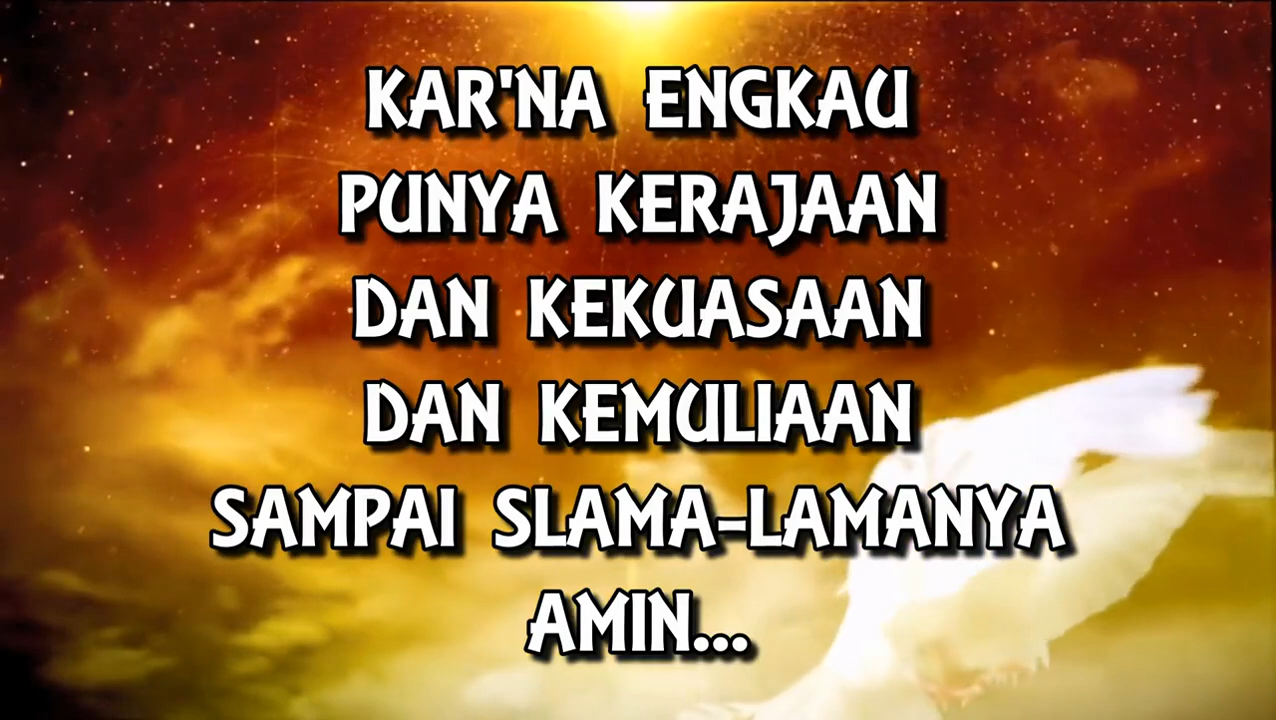 KAR'NA ENGKAU
PUNYA KERAJAAN
DAN KEKUASAAN
DAN KEMULIAAN
SAMPAI SLAMA-LAMANYA
AMIN...